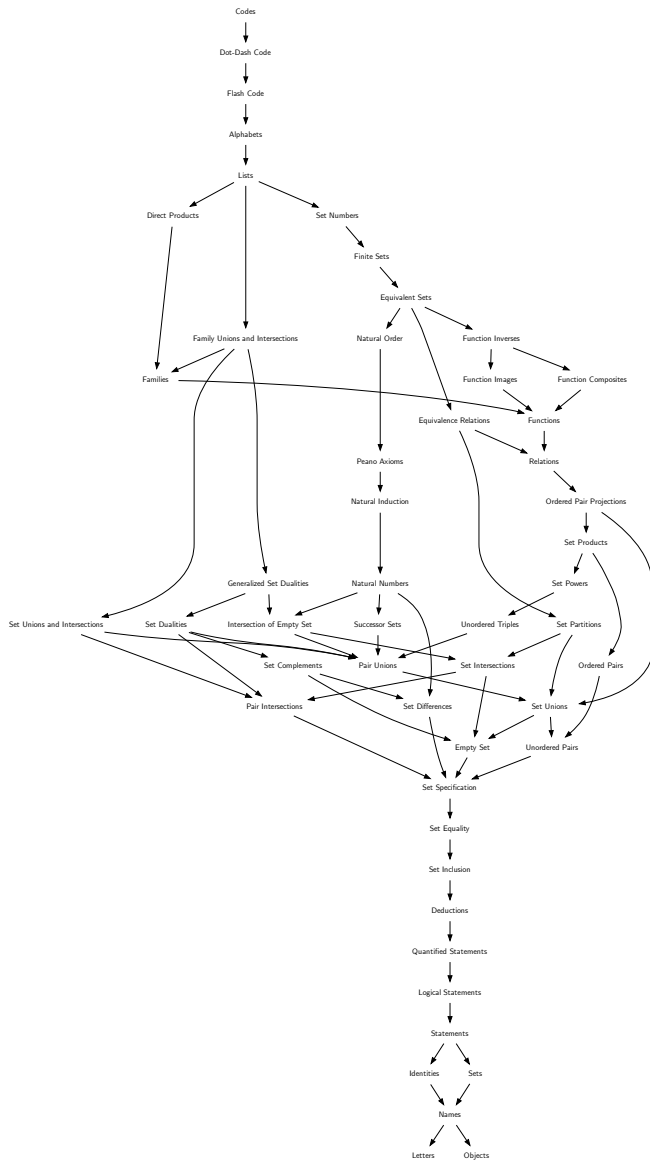 Codes
Dot-Dash Code
Flash Code
Alphabets
Lists
Direct Products
Set Numbers
Finite Sets
Equivalent Sets
Family Unions and Intersections
Natural Order
Function Inverses
Families
Function Images
Function Composites
Equivalence Relations
Functions
Peano Axioms
Relations
Natural Induction
Ordered Pair Projections
Set Products
Generalized Set Dualities
Natural Numbers
Set Powers
Set Unions and Intersections
Set Dualities
Intersection of Empty Set
Successor Sets
Unordered Triples
Set Partitions
Set Complements
Pair Unions
Set Intersections
Ordered Pairs
Pair Intersections
Set Differences
Set Unions
Empty Set
Unordered Pairs
Set Specification
Set Equality
Set Inclusion
Deductions
Quantified Statements
Logical Statements
Statements
Identities
Sets
Names
Letters
Objects